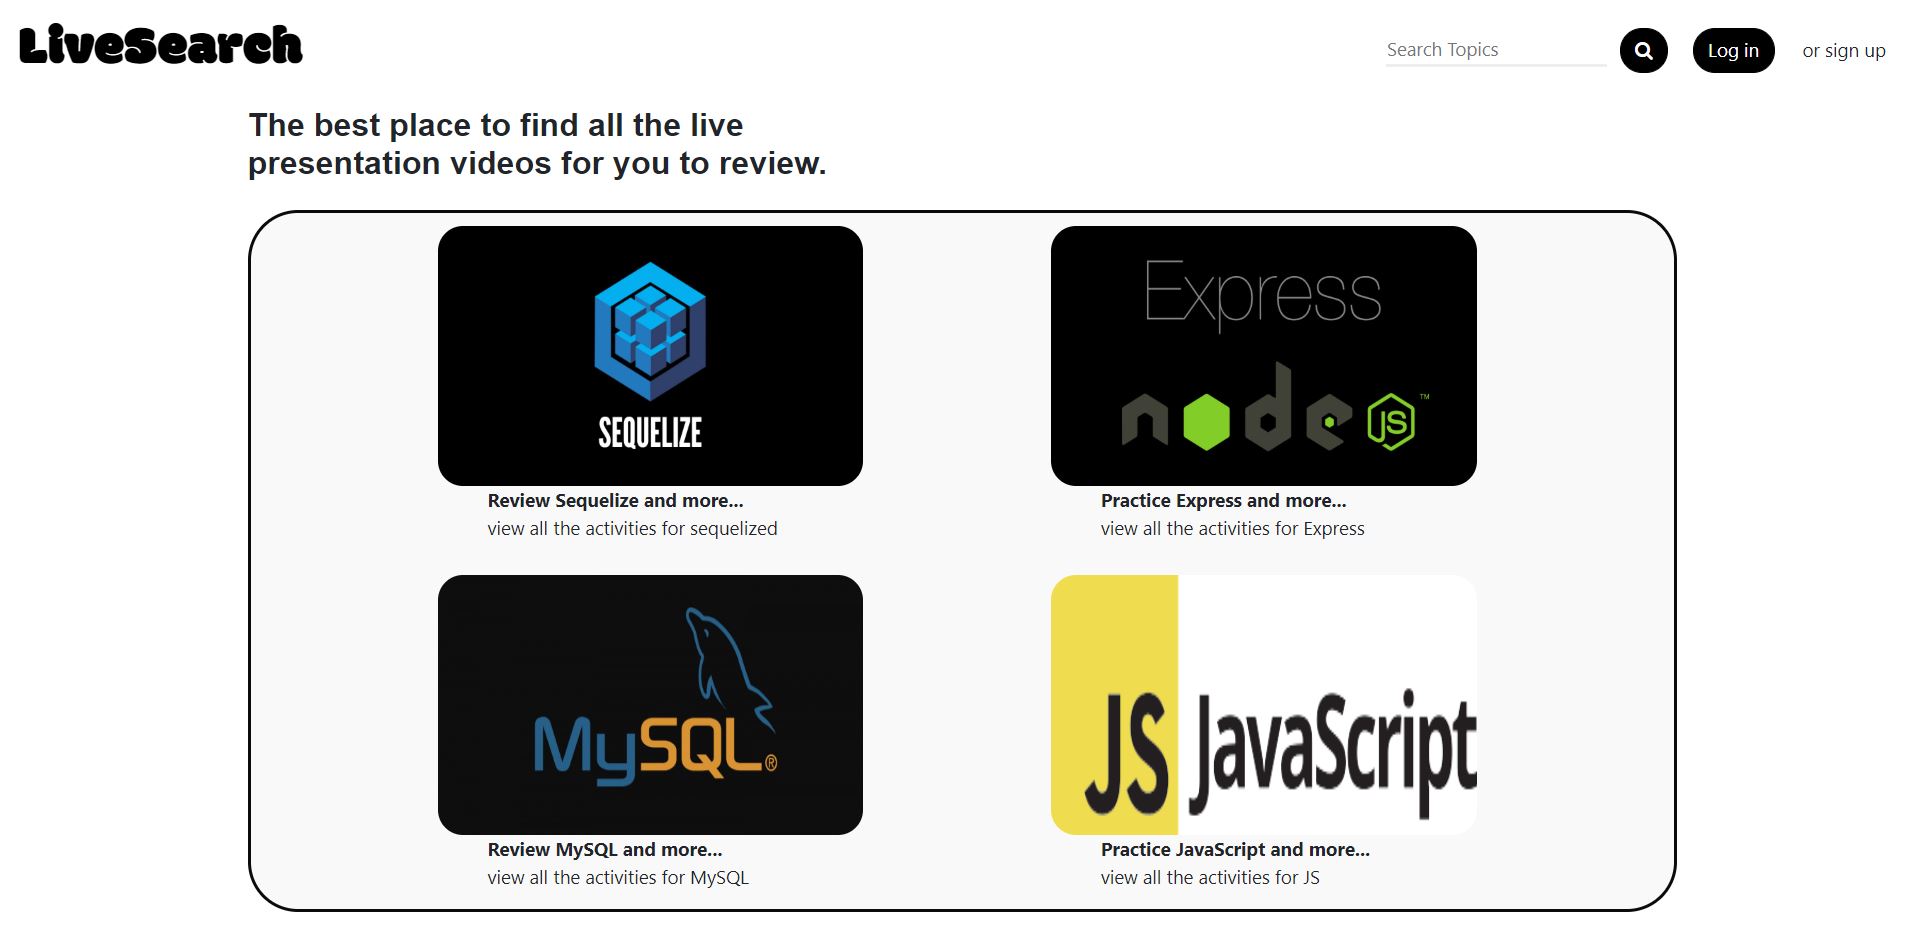 LiveSearch
Search Topics
Log in
or sign up
The best place to find all the live
presentation videos for you to review.
SEQUELIZE
Express
node JS™
Review Sequelize and more...
view all the activities for sequelized
Practice Express and more...
view all the activities for Express
MySQL®
JS JavaScript
Review MySQL and more...
view all the activities for MySQL
Practice JavaScript and more...
view all the activities for JS